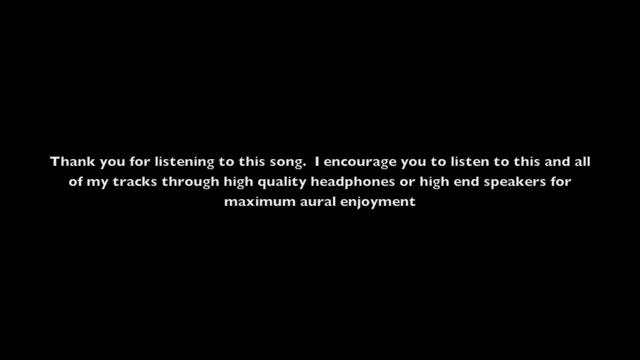 Thank you for listening to this song.  I encourage you to listen to this and all
of my tracks through high quality headphones or high end speakers for
maximum aural enjoyment